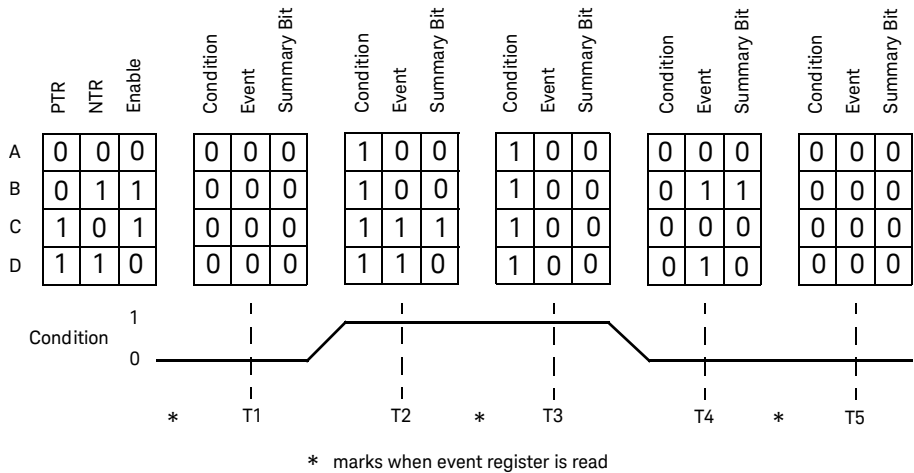 PTR NTR Enable Condition Event Summary Bit Condition Event Summary Bit Condition Event Summary Bit Condition Event Summary Bit Condition Event Summary Bit
A 0 0 0 0 0 0 1 0 0 1 0 0 0 0 0 0 0 0
B 0 1 1 0 0 0 1 0 0 1 0 0 0 1 1 0 0 0
C 1 0 1 0 0 0 1 1 1 1 0 0 0 0 0 0 0 0
D 1 1 0 0 0 0 1 1 0 1 0 0 0 1 0 0 0 0
1
Condition
0
* T1 T2 * T3 T4 * T5
* marks when event register is read